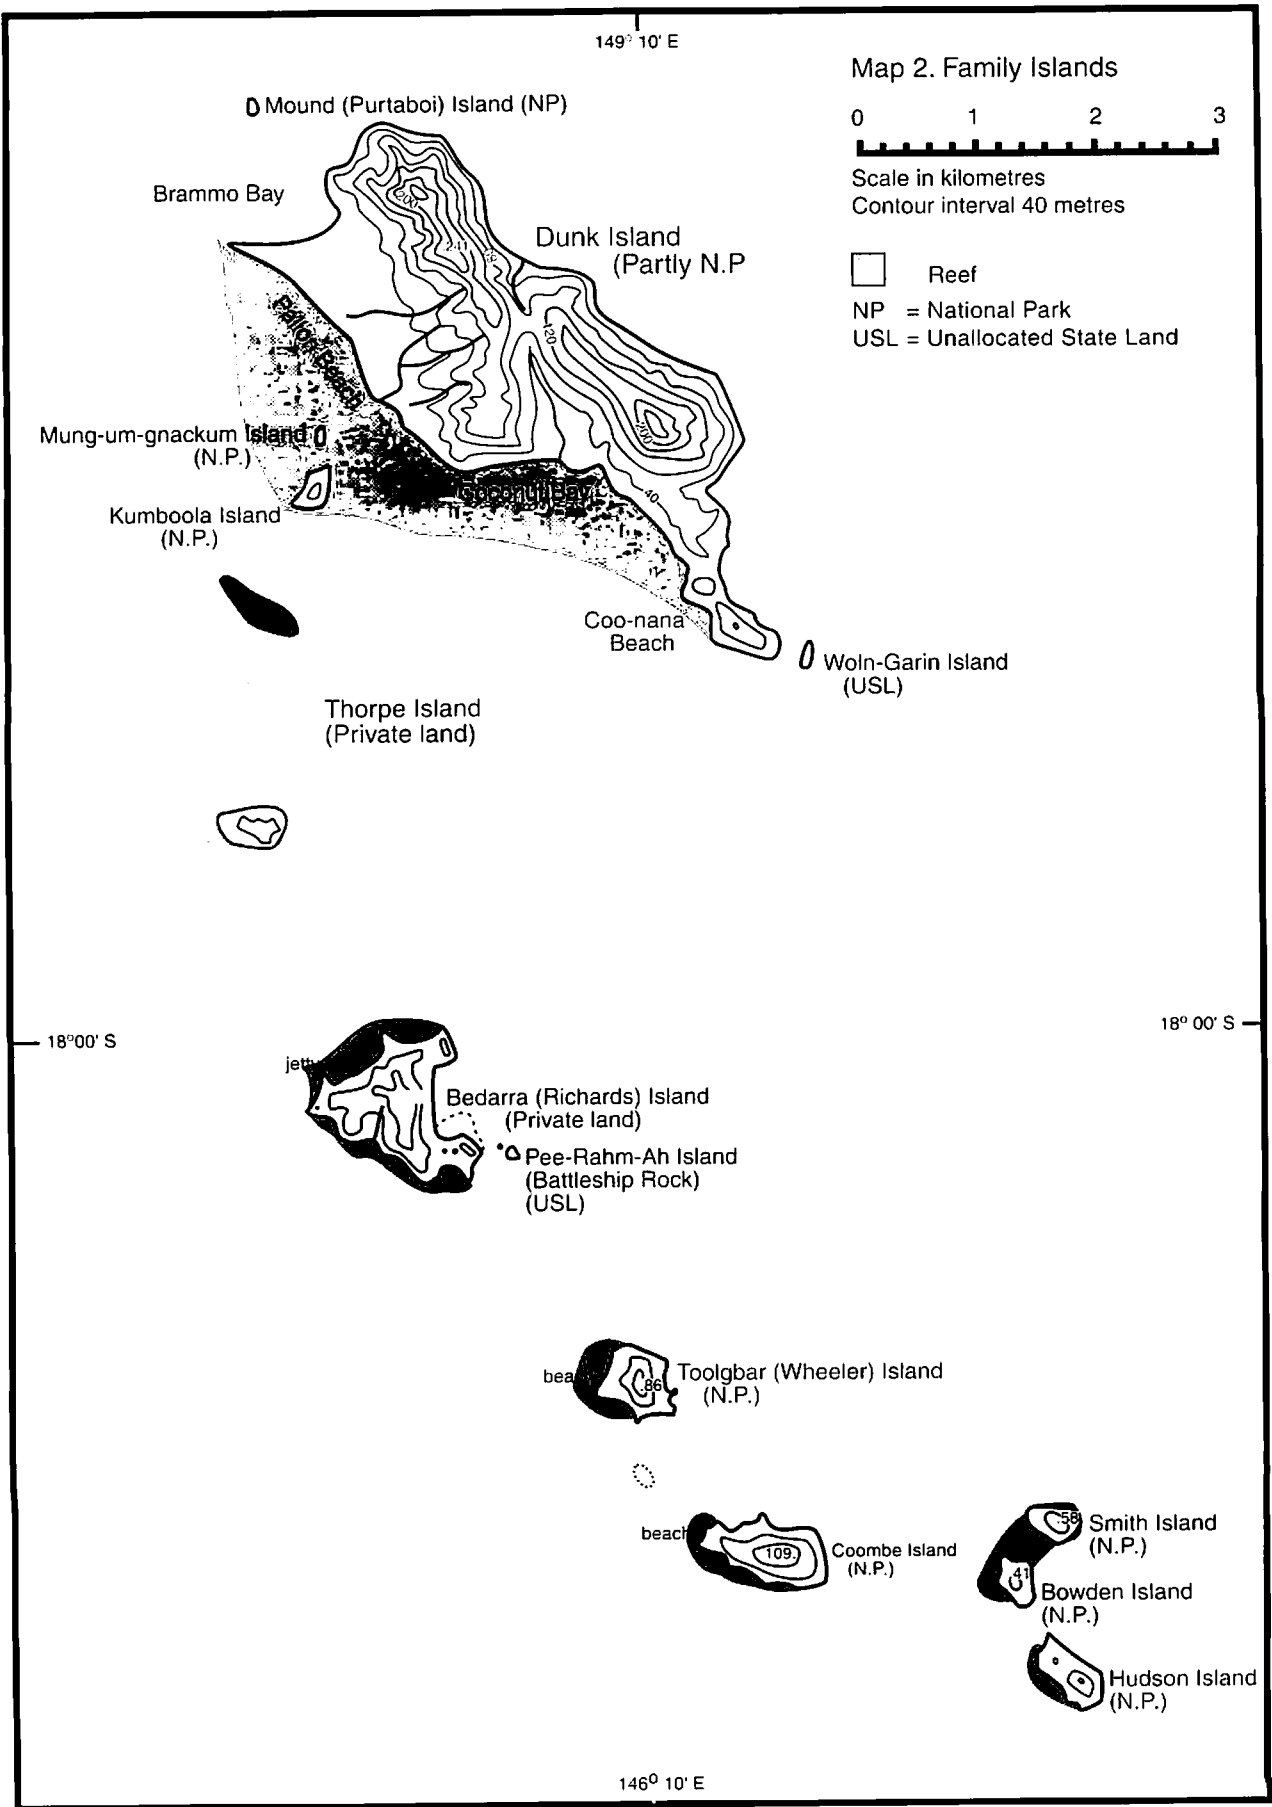 149° 10' E
Map 2. Family Islands
0 1 2 3
Scale in kilometres
Contour interval 40 metres
Reef
NP = National Park
USL = Unallocated State Land
Mound (Purtaboi) Island (NP)
Brammo Bay
Dunk Island
(Partly N.P
200
120
200
40
Beach
Mung-um-gnackum Island
(N.P.)
Coconut Bay
Kumboola Island
(N.P.)
Coo-nana
Beach
Woln-Garin Island
(USL)
Thorpe Island
(Private land)
18°00' S
18° 00' S
jetty
Bedarra (Richards) Island
(Private land)
Pee-Rahm-Ah Island
(Battleship Rock)
(USL)
bea
.86
Toolgbar (Wheeler) Island
(N.P.)
beach
109.
Coombe Island
(N.P.)
.58
Smith Island
(N.P.)
41
Bowden Island
(N.P.)
Hudson Island
(N.P.)
146° 10' E